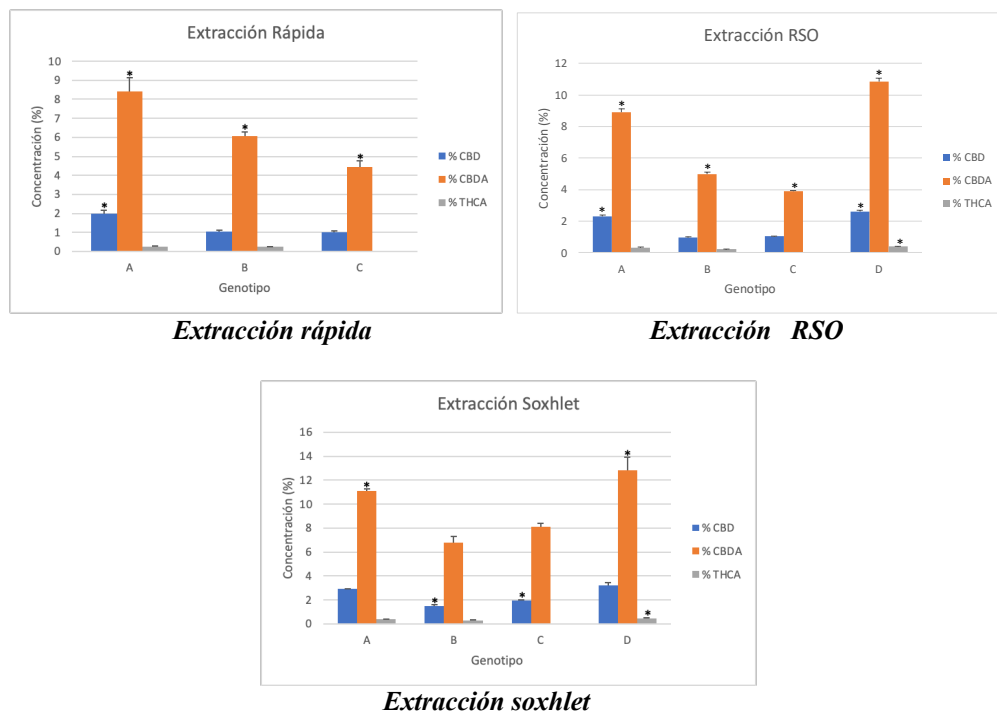 Extracción Rápida
Concentración (%)
10
9
8
7
6
5
4
3
2
1
0
*
*
*
*
A
B
C
Genotipo
% CBD
% CBDA
% THCA
Extracción rápida
Extracción RSO
Concentración (%)
12
10
8
6
4
2
0
*
*
*
*
*
*
*
A
B
C
D
Genotipo
% CBD
% CBDA
% THCA
Extracción RSO
Extracción Soxhlet
Concentración (%)
16
14
12
10
8
6
4
2
0
*
*
*
*
*
A
B
C
D
Genotipo
% CBD
% CBDA
% THCA
Extracción soxhlet